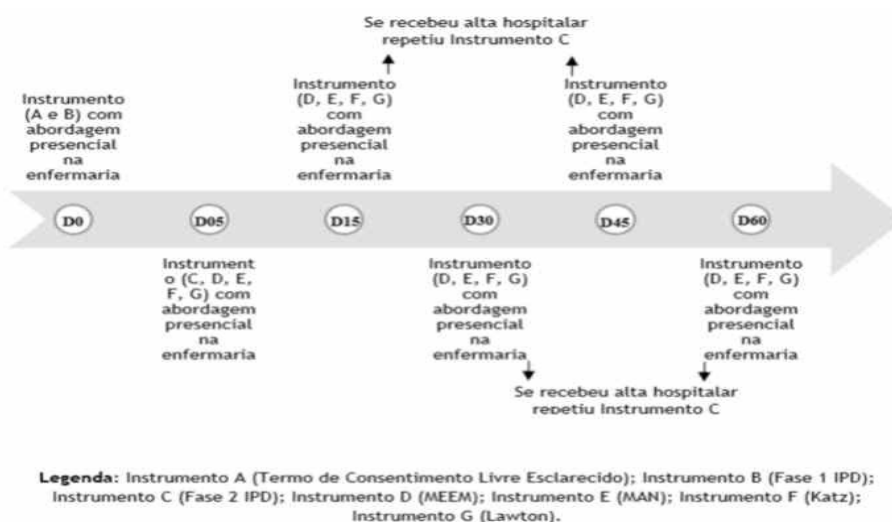 Se recebeu alta hospitalar
repetiu Instrumento C
Instrumento
(A e B) com
abordagem
presencial
na
enfermaria
Instrumento
(D, E, F, G)
com
abordagem
presencial
na
enfermaria
Instrumento
(D, E, F, G)
com
abordagem
presencial
na
enfermaria
D0
D05
D15
D30
D45
D60
Instrument
o (C, D, E,
F, G) com
abordagem
presencial
na
enfermaria
Instrumento
(D, E, F, G)
com
abordagem
presencial
na
enfermaria
Instrumento
(D, E, F, G)
com
abordagem
presencial
na
enfermaria
Se recebeu alta hospitalar
repetiu Instrumento C
Legenda: Instrumento A (Termo de Consentimento Livre Esclarecido); Instrumento B (Fase 1 IPD);
Instrumento C (Fase 2 IPD); Instrumento D (MEEM); Instrumento E (MAN); Instrumento F (Katz);
Instrumento G (Lawton).